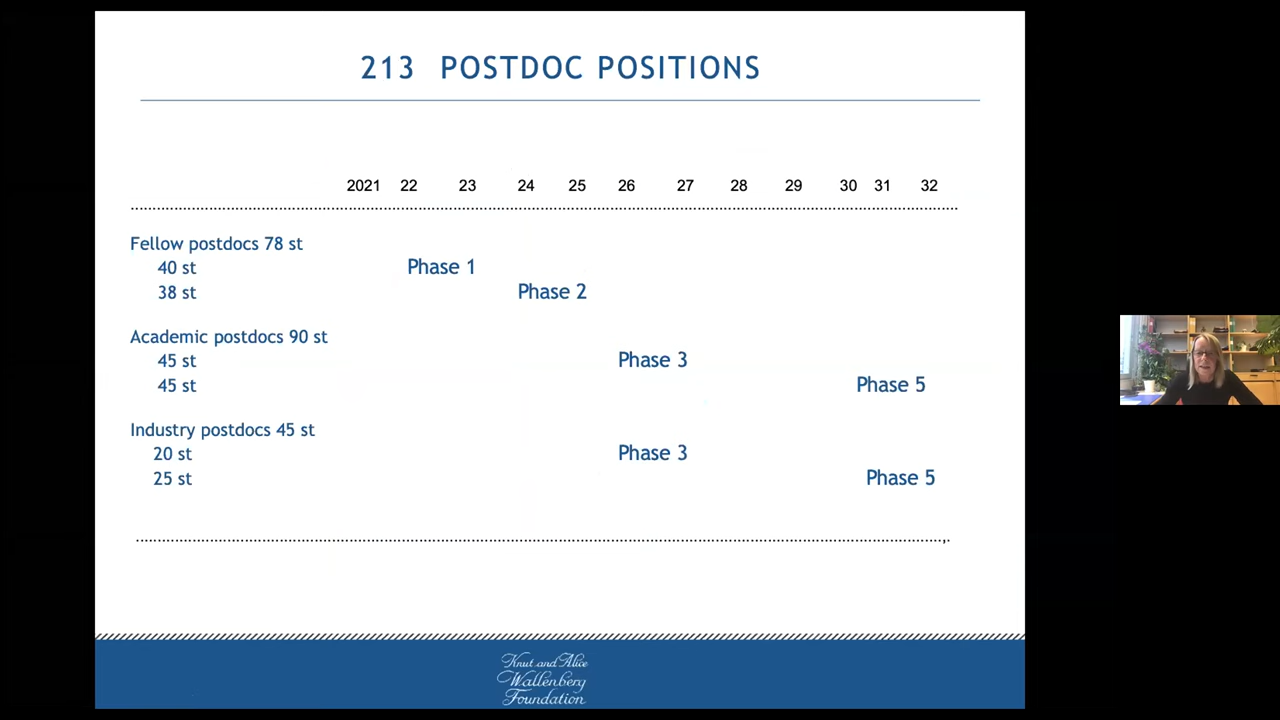 213 POSTDOC POSITIONS
2021 22 23 24 25 26 27 28 29 30 31 32
Fellow postdocs 78 st
40 st Phase 1
38 st Phase 2
Academic postdocs 90 st
45 st Phase 3
45 st Phase 5
Industry postdocs 45 st
20 st Phase 3
25 st Phase 5
Knut and Alice
Wallenberg
Foundation